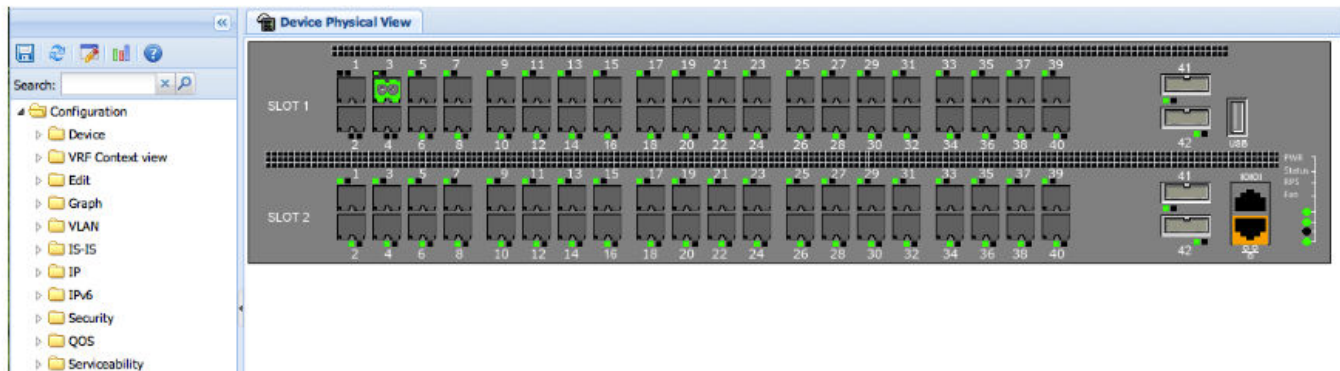 Device Physical View
Search:
Configuration
Device
VRF Context view
Edit
Graph
VLAN
IS-IS
IP
IPv6
Security
QOS
Serviceability
1 3 5 7 9 11 13 15 17 19 21 23 25 27 29 31 33 35 37 39 41
SLOT 1
2 4 6 8 10 12 14 16 18 20 22 24 26 28 30 32 34 36 38 40 42 USB
PWR
Status
RPS
Fan
1 3 5 7 9 11 13 15 17 19 21 23 25 27 29 31 33 35 37 39 41 IOIOI
SLOT 2
2 4 6 8 10 12 14 16 18 20 22 24 26 28 30 32 34 36 38 40 42